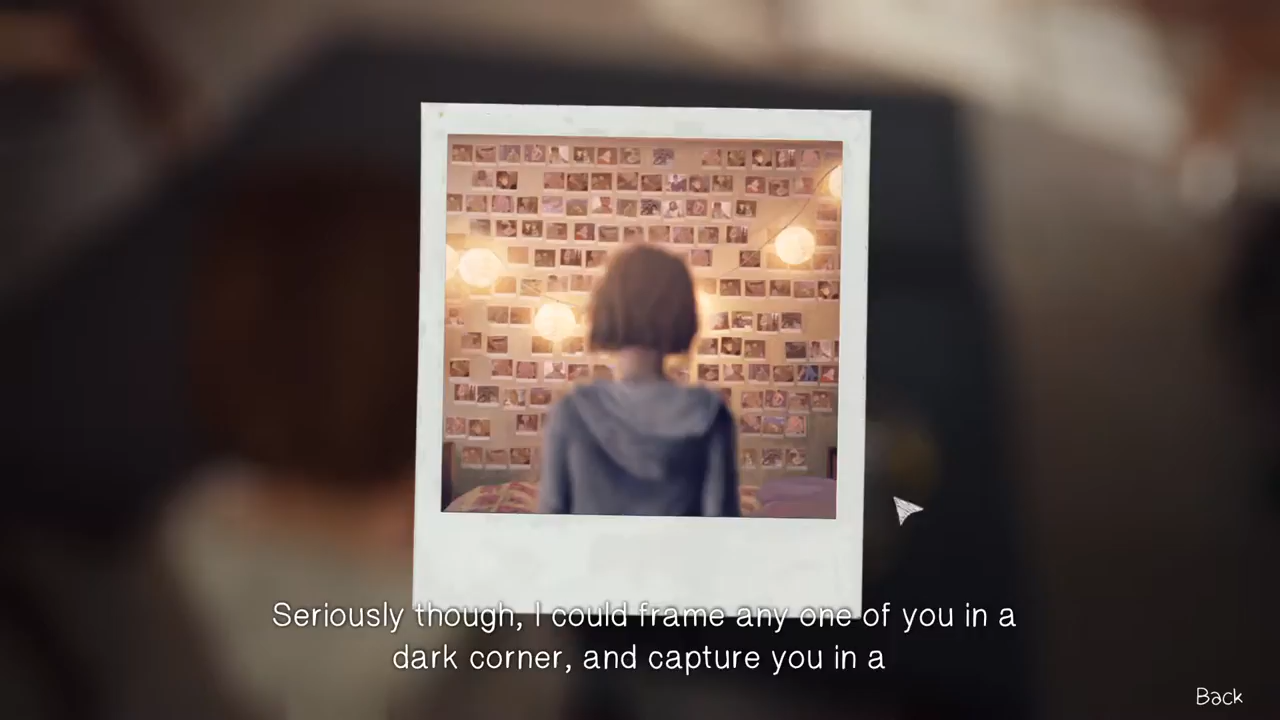 Seriously though, I could frame any one of you in a
dark corner, and capture you in a
Back